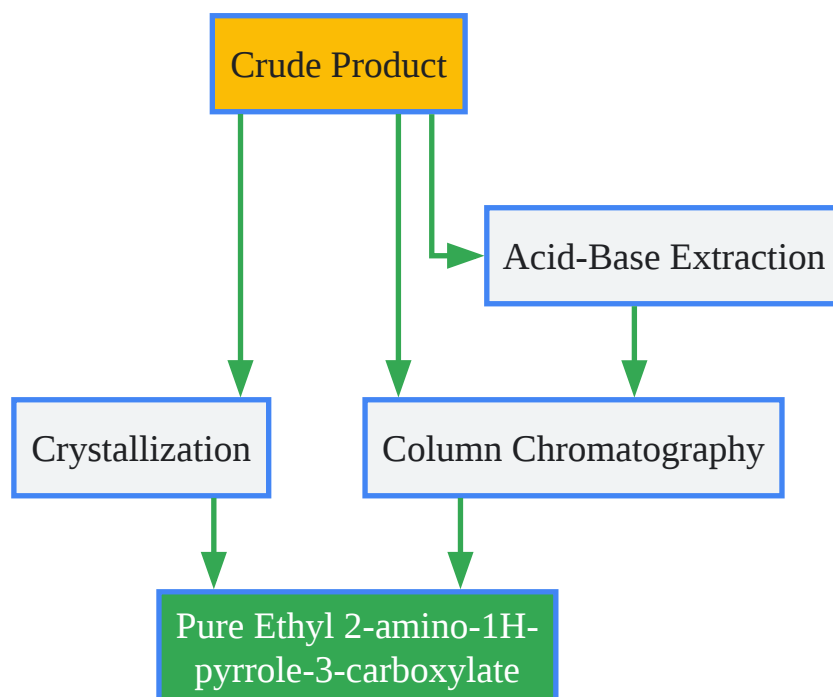 Crude Product
Acid-Base Extraction
Crystallization
Column Chromatography
Pure Ethyl 2-amino-1H-
pyrrole-3-carboxylate